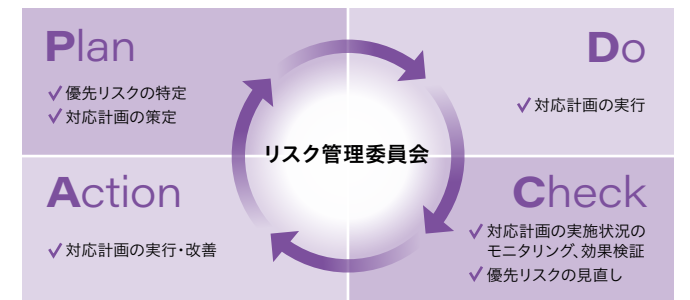 Plan
✓優先リスクの特定
✓対応計画の策定
Do
✓対応計画の実行
リスク管理委員会
Action
✓対応計画の実行・改善
Check
✓対応計画の実施状況の
モニタリング、効果検証
✓優先リスクの見直し